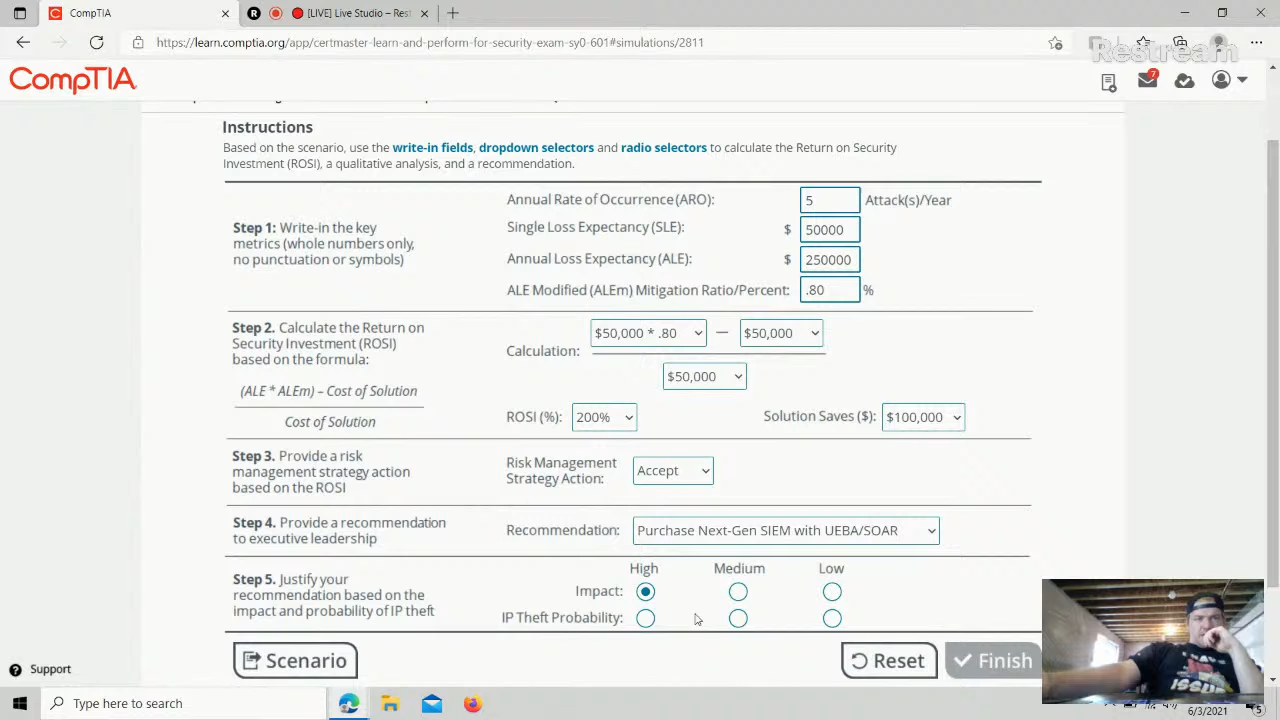 CompTIA
[LIVE] Live Studio – Rest
https://learn.comptia.org/app/certmaster-learn-and-perform-for-security-exam-sy0-601#simulations/2811
Restream
CompTIA.
7
Instructions
Based on the scenario, use the write-in fields, dropdown selectors and radio selectors to calculate the Return on Security
Investment (ROSI), a qualitative analysis, and a recommendation.
Step 1: Write-in the key
metrics (whole numbers only,
no punctuation or symbols)
Annual Rate of Occurrence (ARO): 5 Attack(s)/Year
Single Loss Expectancy (SLE): $ 50000
Annual Loss Expectancy (ALE): $ 250000
ALE Modified (ALEm) Mitigation Ratio/Percent: .80 %
Step 2. Calculate the Return on
Security Investment (ROSI)
based on the formula:
(ALE * ALEm) – Cost of Solution
Cost of Solution
Calculation: $50,000 * .80 — $50,000
$50,000
ROSI (%): 200% Solution Saves ($): $100,000
Step 3. Provide a risk
management strategy action
based on the ROSI
Risk Management
Strategy Action: Accept
Step 4. Provide a recommendation
to executive leadership
Recommendation: Purchase Next-Gen SIEM with UEBA/SOAR
Step 5. Justify your
recommendation based on the
impact and probability of IP theft
High Medium Low
Impact:
IP Theft Probability:
Scenario Reset Finish
Support
Type here to search
6/3/2021
5